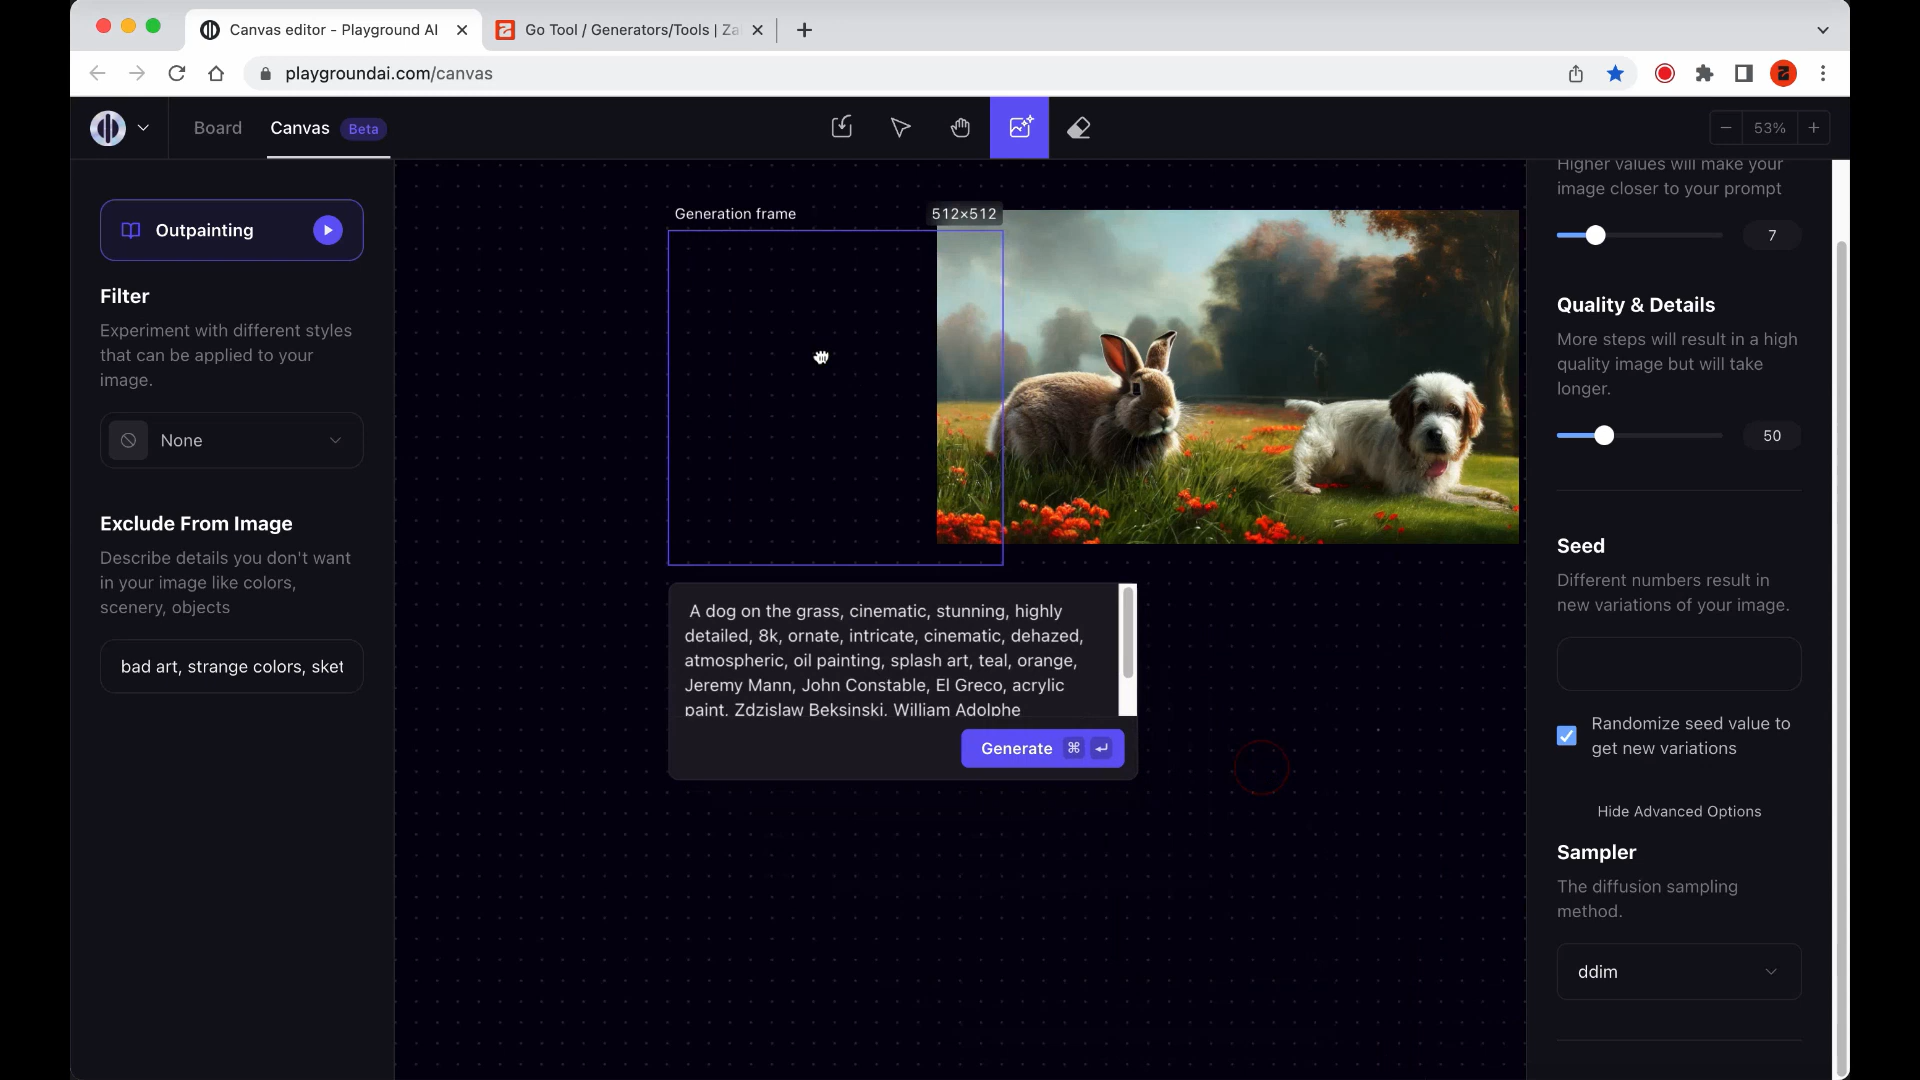 Canvas editor - Playground AI
Go Tool / Generators/Tools | Za
playgroundai.com/canvas
Board
Canvas
Beta
53%
Outpainting
Filter
Experiment with different styles
that can be applied to your
image.
None
Exclude From Image
Describe details you don't want
in your image like colors,
scenery, objects
bad art, strange colors, sket
Generation frame
512×512
A dog on the grass, cinematic, stunning, highly
detailed, 8k, ornate, intricate, cinematic, dehazed,
atmospheric, oil painting, splash art, teal, orange,
Jeremy Mann, John Constable, El Greco, acrylic
paint, Zdzislaw Beksinski, William Adolphe
Generate ⌘
Higher values will make your
image closer to your prompt
7
Quality & Details
More steps will result in a high
quality image but will take
longer.
50
Seed
Different numbers result in
new variations of your image.
Randomize seed value to
get new variations
Hide Advanced Options
Sampler
The diffusion sampling
method.
ddim